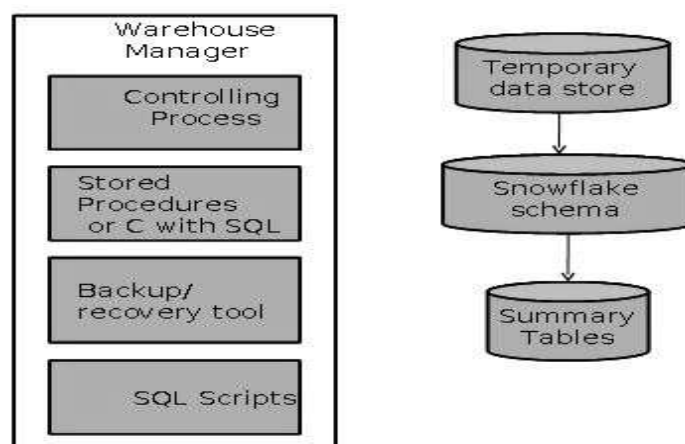 Warehouse
Manager
Controlling
Process
Stored
Procedures
or C with SQL
Backup/
recovery tool
SQL Scripts
Temporary
data store
Snowflake
schema
Summary
Tables